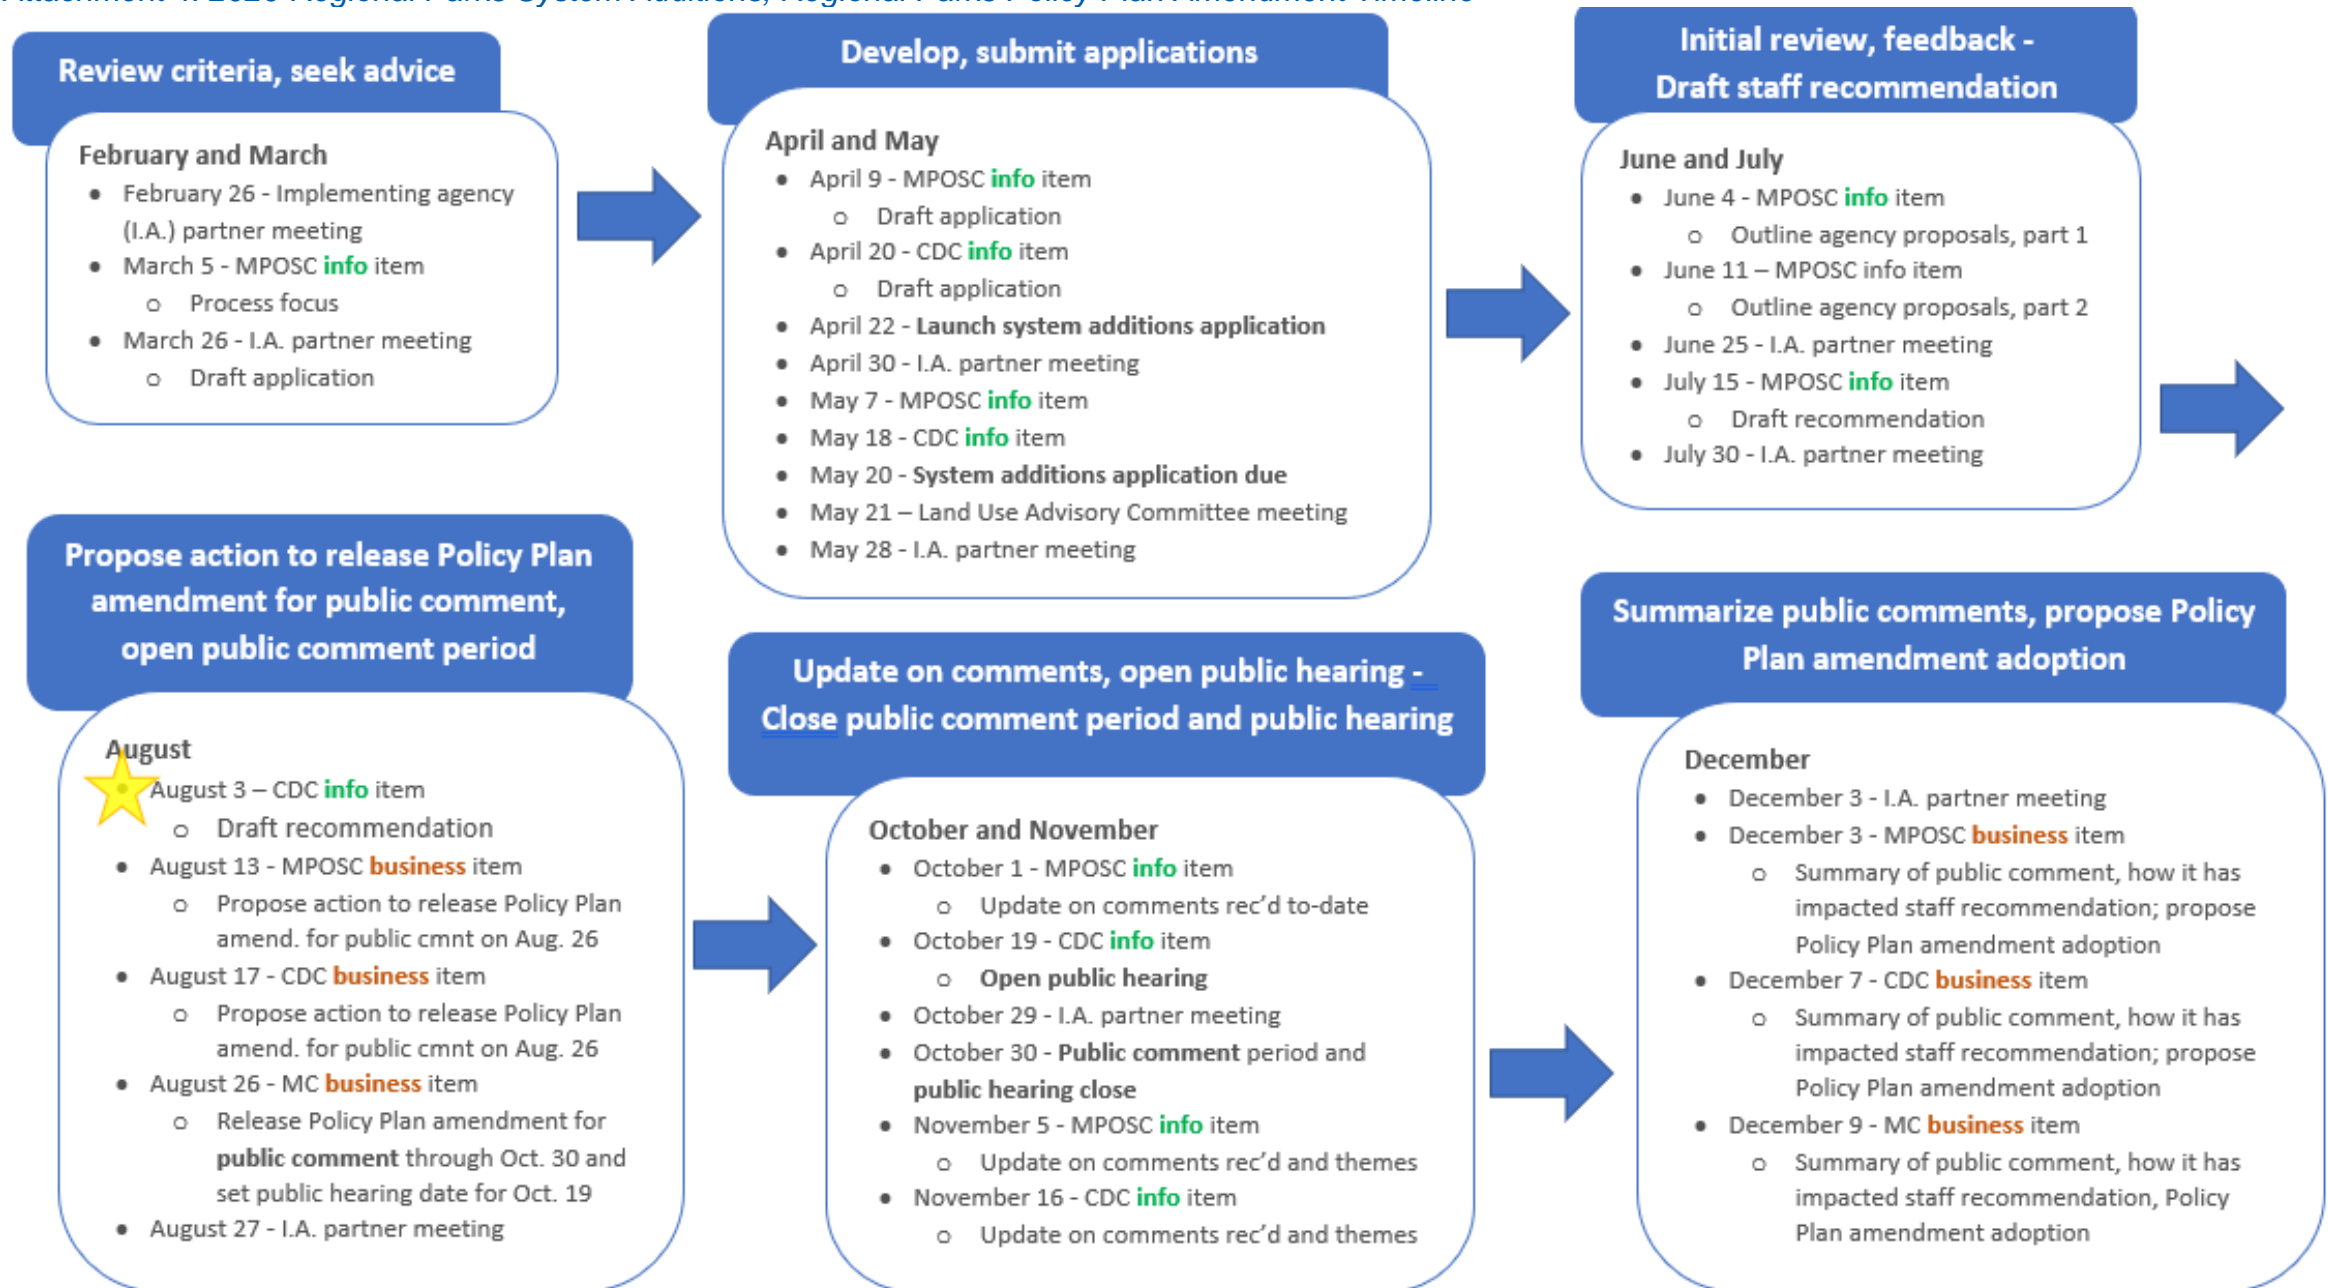 Review criteria, seek advice
February and March
• February 26 - Implementing agency
(I.A.) partner meeting
• March 5 - MPOSC info item
o Process focus
• March 26 - I.A. partner meeting
o Draft application
Develop, submit applications
April and May
• April 9 - MPOSC info item
o Draft application
• April 20 - CDC info item
o Draft application
• April 22 - Launch system additions application
• April 30 - I.A. partner meeting
• May 7 - MPOSC info item
• May 18 - CDC info item
• May 20 - System additions application due
• May 21 – Land Use Advisory Committee meeting
• May 28 - I.A. partner meeting
Initial review, feedback -
Draft staff recommendation
June and July
• June 4 - MPOSC info item
o Outline agency proposals, part 1
• June 11 – MPOSC info item
o Outline agency proposals, part 2
• June 25 - I.A. partner meeting
• July 15 - MPOSC info item
o Draft recommendation
• July 30 - I.A. partner meeting
Propose action to release Policy Plan
amendment for public comment,
open public comment period
August
• August 3 – CDC info item
o Draft recommendation
• August 13 - MPOSC business item
o Propose action to release Policy Plan
amend. for public cmnt on Aug. 26
• August 17 - CDC business item
o Propose action to release Policy Plan
amend. for public cmnt on Aug. 26
• August 26 - MC business item
o Release Policy Plan amendment for
public comment through Oct. 30 and
set public hearing date for Oct. 19
• August 27 - I.A. partner meeting
Update on comments, open public hearing -
Close public comment period and public hearing
October and November
• October 1 - MPOSC info item
o Update on comments rec’d to-date
• October 19 - CDC info item
o Open public hearing
• October 29 - I.A. partner meeting
• October 30 - Public comment period and
public hearing close
• November 5 - MPOSC info item
o Update on comments rec’d and themes
• November 16 - CDC info item
o Update on comments rec’d and themes
Summarize public comments, propose Policy
Plan amendment adoption
December
• December 3 - I.A. partner meeting
• December 3 - MPOSC business item
o Summary of public comment, how it has
impacted staff recommendation; propose
Policy Plan amendment adoption
• December 7 - CDC business item
o Summary of public comment, how it has
impacted staff recommendation; propose
Policy Plan amendment adoption
• December 9 - MC business item
o Summary of public comment, how it has
impacted staff recommendation, Policy
Plan amendment adoption